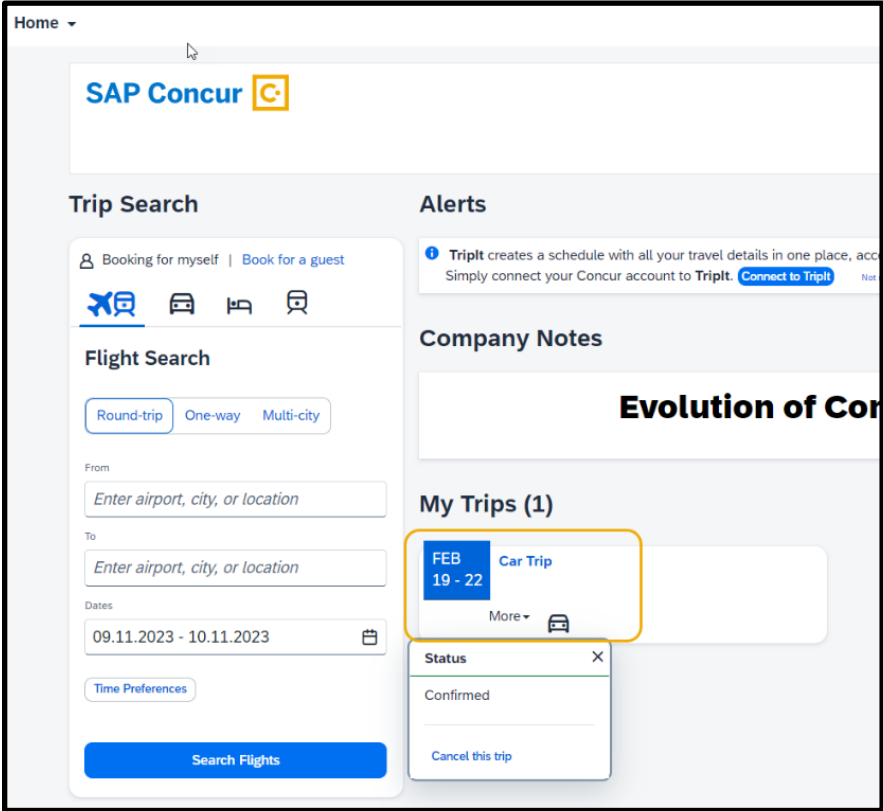 Home
SAP Concur
Trip Search
Booking for myself | Book for a guest
Flight Search
Round-trip One-way Multi-city
From
Enter airport, city, or location
To
Enter airport, city, or location
Dates
09.11.2023 - 10.11.2023
Time Preferences
Search Flights
Alerts
TripIt creates a schedule with all your travel details in one place,
Simply connect your Concur account to TripIt. Connect to TripIt Not
Company Notes
Evolution of
My Trips (1)
FEB
19 - 22
Car Trip
More
Status
Confirmed
Cancel this trip